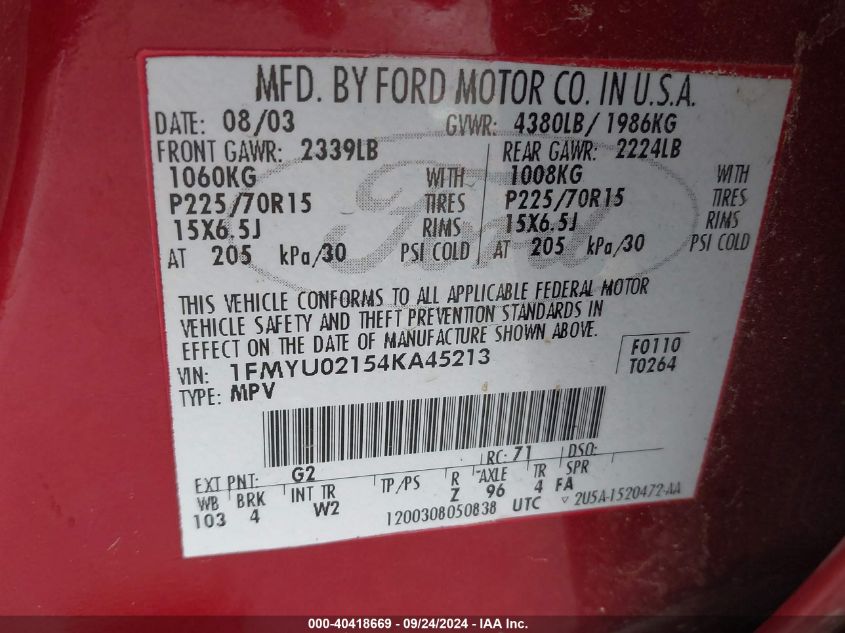 MFD. BY FORD MOTOR CO. IN U.S.A.
DATE: 08/03 GVWR: 4380LB/ 1986KG
FRONT GAWR: 2339LB REAR GAWR: 2224LB
1060KG WITH 1008KG WITH
P225/70R15 TIRES P225/70R15 TIRES
15X6.5J RIMS 15X6.5J RIMS
AT 205 kPa/30 PSI COLD AT 205 kPa/30 PSI COLD
Ford
THIS VEHICLE CONFORMS TO ALL APPLICABLE FEDERAL MOTOR
VEHICLE SAFETY AND THEFT PREVENTION STANDARDS IN
EFFECT ON THE DATE OF MANUFACTURE SHOWN ABOVE.
VIN: 1FMYU02154KA45213 F0110
TYPE: MPV T0264
RC: 71 DSO:
EXT PNT: G2
WB BRK INT TR TP/PS R AXLE TR SPR
103 4 W2 Z 96 4 FA
1200308050838 UTC 2U5A-1520472-AA
000-40418669 - 09/24/2024 - IAA Inc.